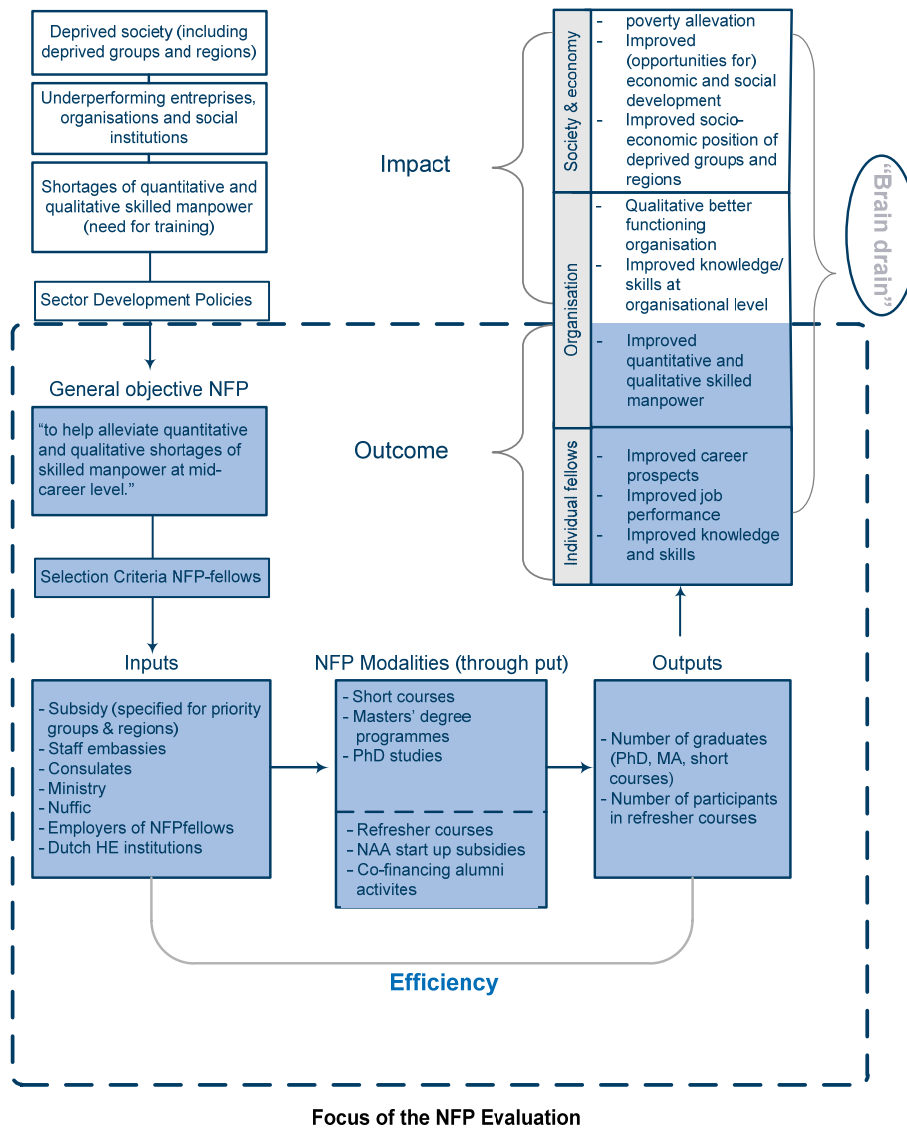 Deprived society (including
deprived groups and regions)
Underperforming entreprises,
organisations and social
institutions
Shortages of quantitative and
qualitative skilled manpower
(need for training)
Sector Development Policies
General objective NFP
“to help alleviate quantitative
and qualitative shortages of
skilled manpower at mid-
career level.”
Selection Criteria NFP-fellows
Inputs
- Subsidy (specified for priority
groups & regions)
- Staff embassies
- Consulates
- Ministry
- Nuffic
- Employers of NFPfellows
- Dutch HE institutions
NFP Modalities (through put)
- Short courses
- Masters’ degree
programmes
- PhD studies
- Refresher courses
- NAA start up subsidies
- Co-financing alumni
activites
Outputs
- Number of graduates
(PhD, MA, short
courses)
- Number of participants
in refresher courses
Efficiency
Impact
Outcome
Society & economy
- poverty allevation
- Improved
(opportunities for)
economic and social
development
- Improved socio-
economic position of
deprived groups and
regions
Organisation
- Qualitative better
functioning
organisation
- Improved knowledge/
skills at
organisational level
- Improved
quantitative and
qualitative skilled
manpower
Individual fellows
- Improved career
prospects
- Improved job
performance
- Improved knowledge
and skills
“Brain drain”
Focus of the NFP Evaluation